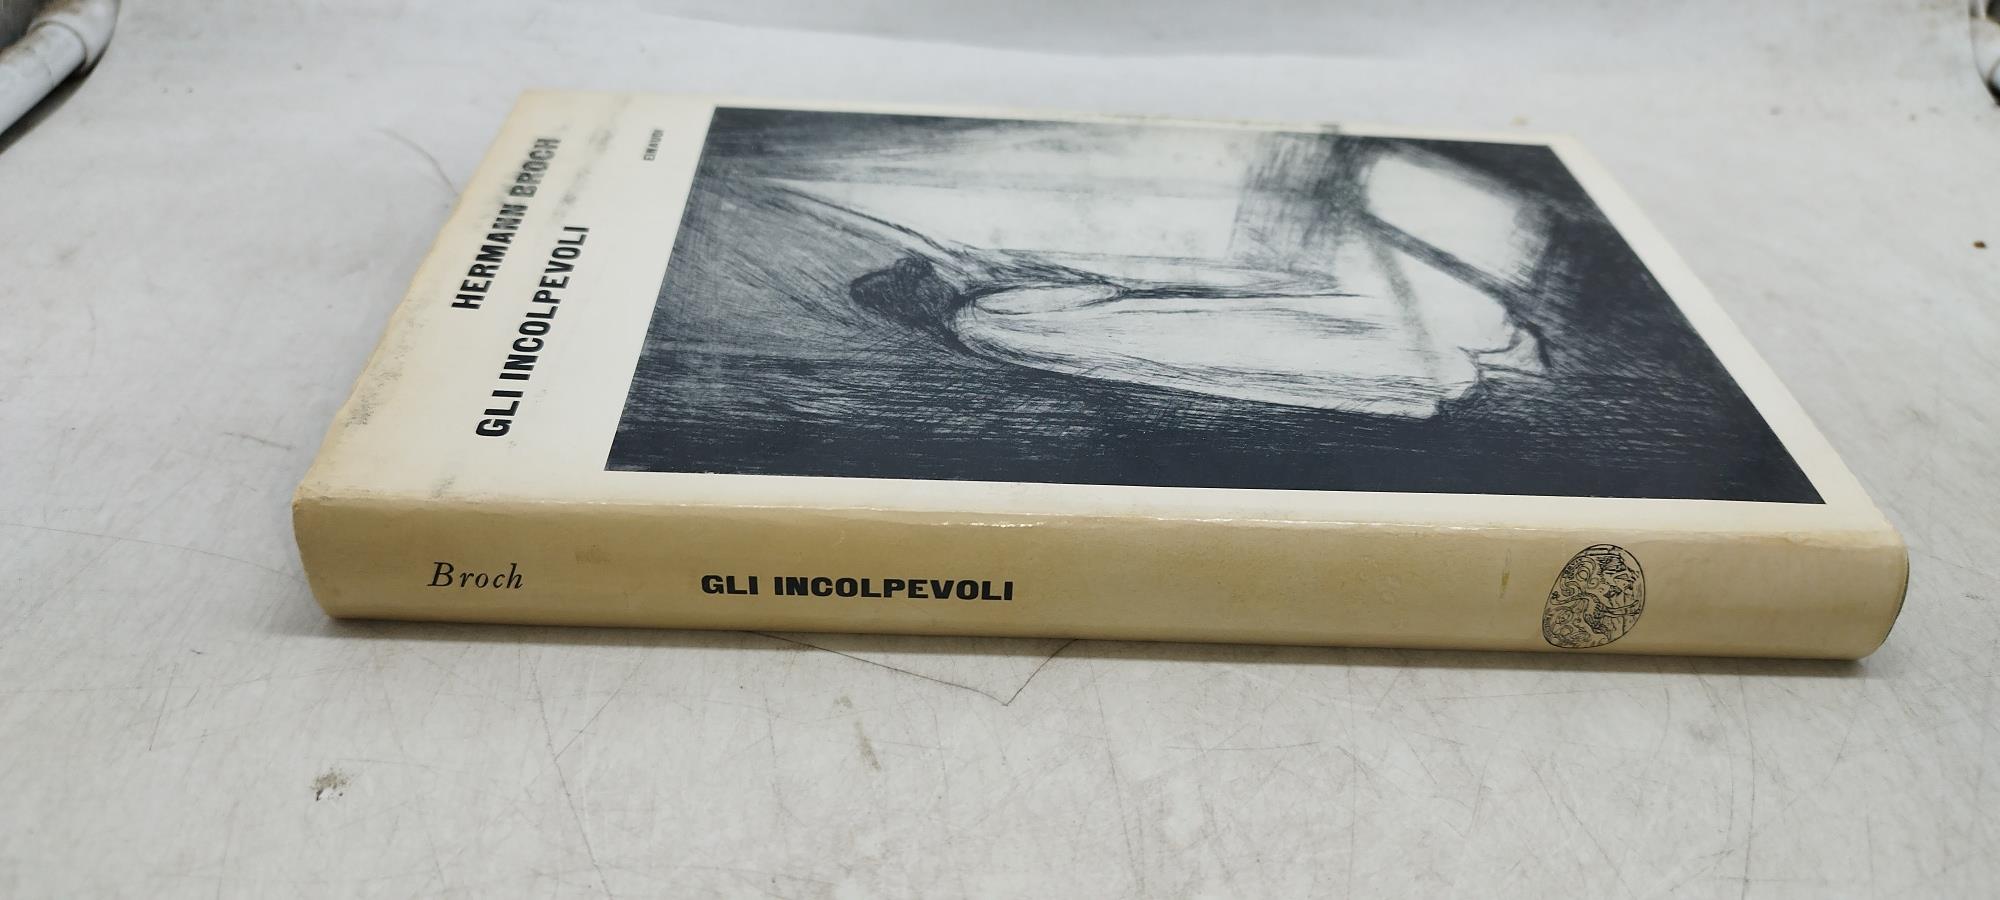 HERMANN BROCH
GLI INCOLPEVOLI
EINAUDI
Broch
GLI INCOLPEVOLI